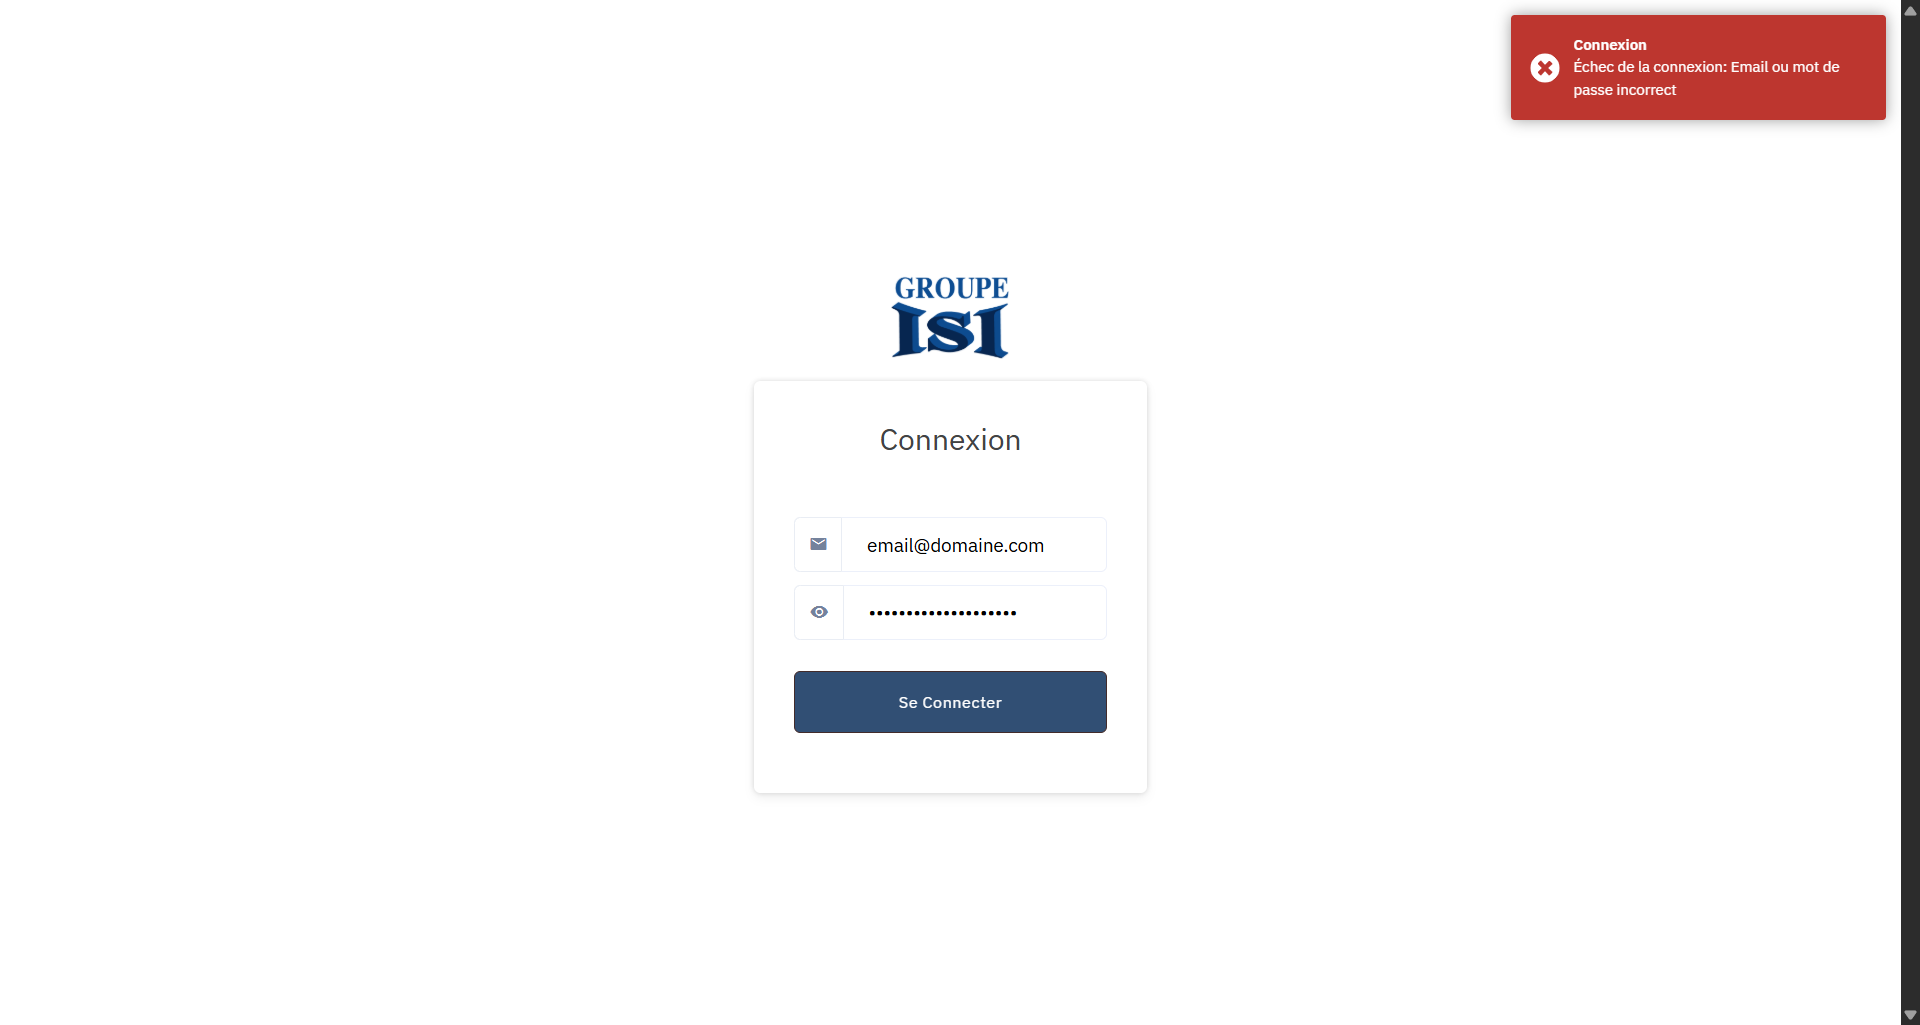 Connexion
Échec de la connexion: Email ou mot de
passe incorrect
GROUPE
ISI
Connexion
email@domaine.com
••••••••••••••••••••
Se Connecter